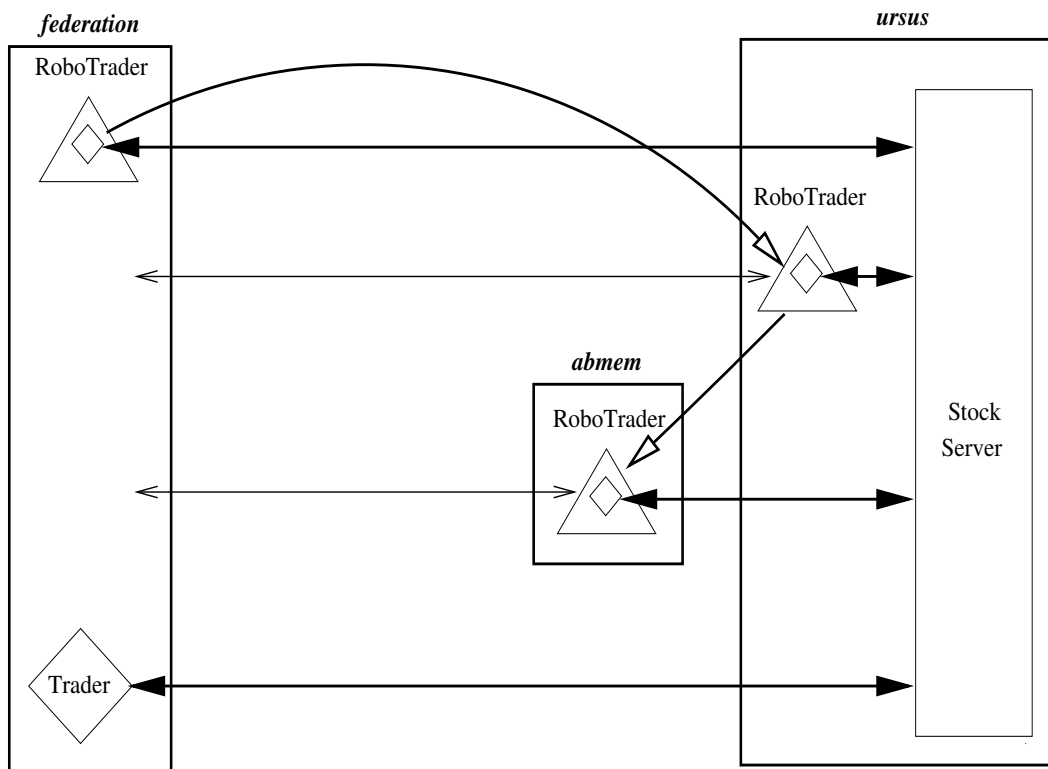 federation
ursus
RoboTrader
RoboTrader
abmem
RoboTrader
Stock
Server
Trader